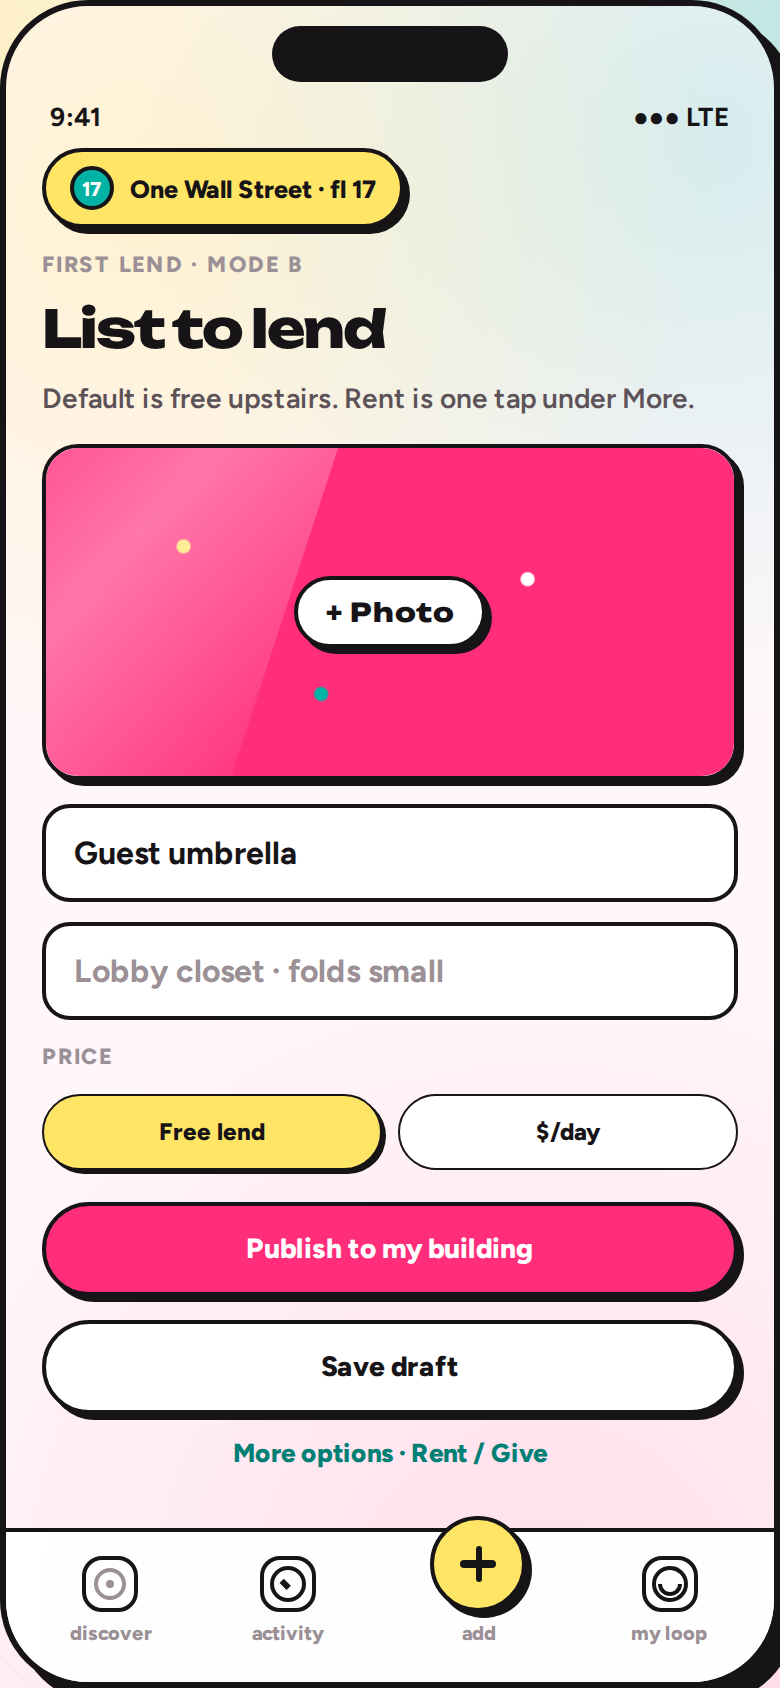 9:41
●●● LTE
17
One Wall Street · fl 17
FIRST LEND · MODE B
List to lend
Default is free upstairs. Rent is one tap under More.
+ Photo
Guest umbrella
Lobby closet · folds small
PRICE
Free lend
$/day
Publish to my building
Save draft
More options · Rent / Give
discover
activity
add
my loop